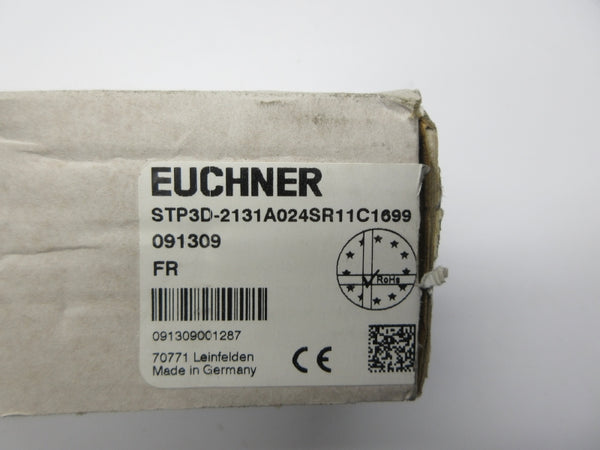 EUCHNER
STP3D-2131A024SR11C1699
091309
FR
RoHS
091309001287
70771 Leinfelden
Made in Germany
CE